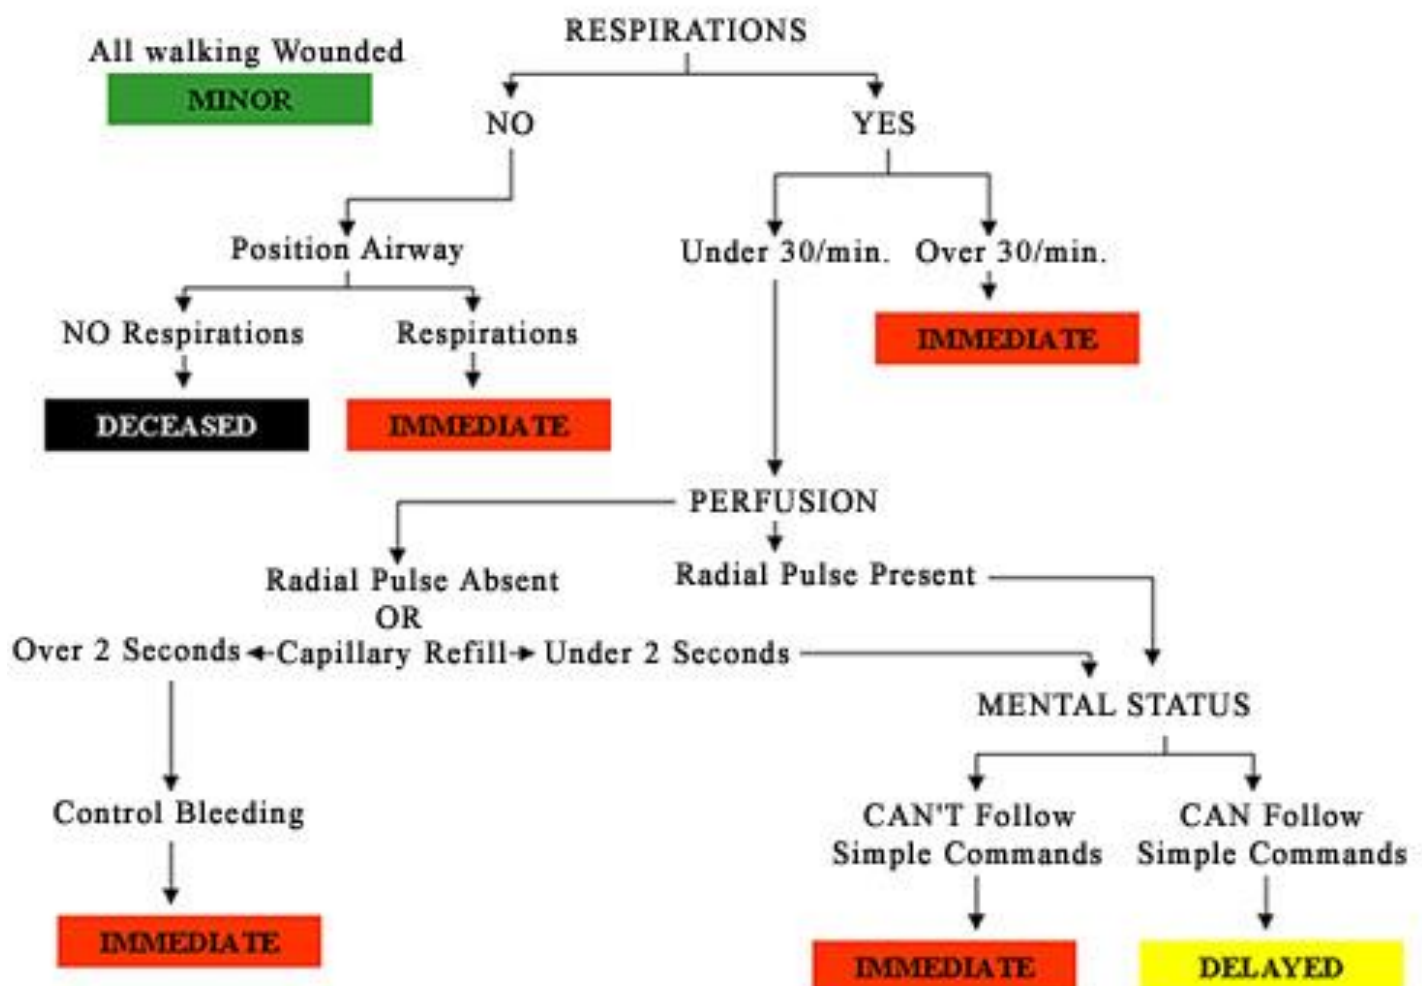 RESPIRATIONS
All walking Wounded
MINOR
NO
YES
Position Airway
Under 30/min.
Over 30/min.
NO Respirations
Respirations
IMMEDIATE
DECEASED
IMMEDIATE
PERFUSION
Radial Pulse Absent
OR
Radial Pulse Present
Over 2 Seconds
Capillary Refill
Under 2 Seconds
MENTAL STATUS
Control Bleeding
CAN'T Follow
Simple Commands
CAN Follow
Simple Commands
IMMEDIATE
IMMEDIATE
DELAYED